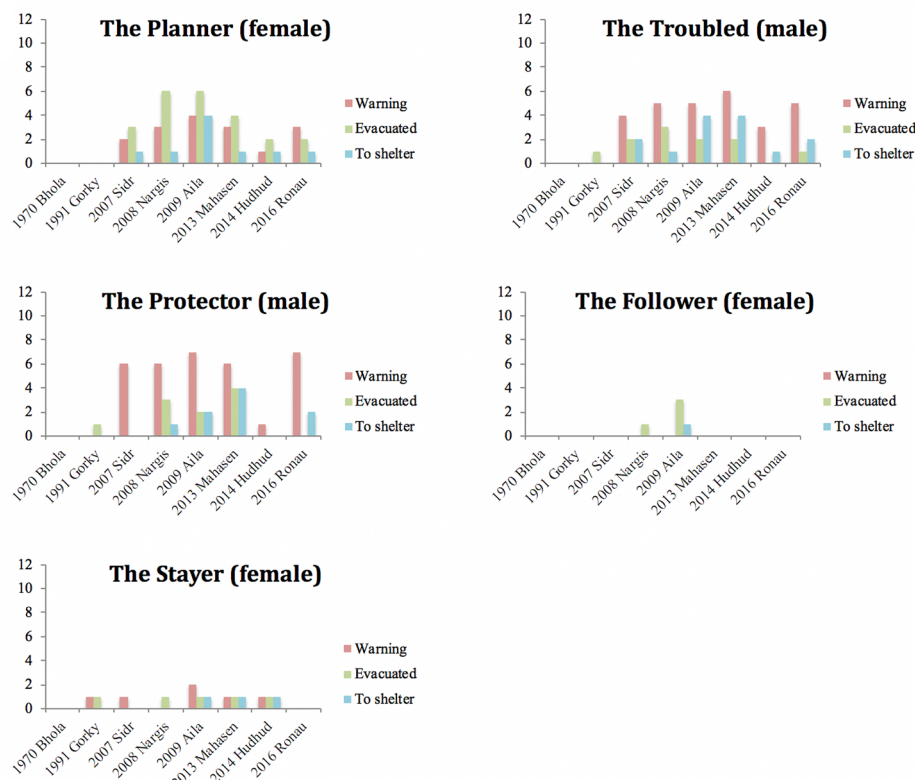 The Planner (female)
12
10
8
6
4
2
0
Warning
Evacuated
To shelter
1970 Bhola
1991 Gorky
2007 Sidr
2008 Nargis
2009 Aila
2013 Mahasen
2014 Hudhud
2016 Ronau
The Troubled (male)
12
10
8
6
4
2
0
Warning
Evacuated
To shelter
1970 Bhola
1991 Gorky
2007 Sidr
2008 Nargis
2009 Aila
2013 Mahasen
2014 Hudhud
2016 Ronau
The Protector (male)
12
10
8
6
4
2
0
Warning
Evacuated
To shelter
1970 Bhola
1991 Gorky
2007 Sidr
2008 Nargis
2009 Aila
2013 Mahasen
2014 Hudhud
2016 Ronau
The Follower (female)
12
10
8
6
4
2
0
Warning
Evacuated
To shelter
1970 Bhola
1991 Gorky
2007 Sidr
2008 Nargis
2009 Aila
2013 Mahasen
2014 Hudhud
2016 Ronau
The Stayer (female)
12
10
8
6
4
2
0
Warning
Evacuated
To shelter
1970 Bhola
1991 Gorky
2007 Sidr
2008 Nargis
2009 Aila
2013 Mahasen
2014 Hudhud
2016 Ronau